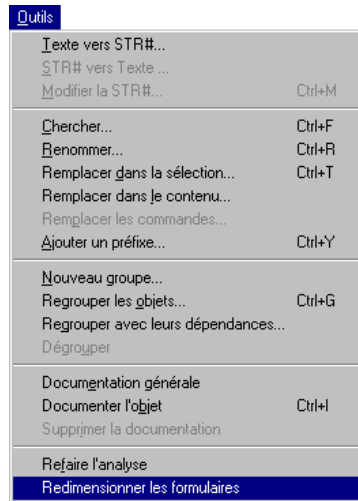 Outils
Texte vers STR#...
STR# vers Texte ...
Modifier la STR#... Ctrl+M
Chercher... Ctrl+F
Renommer... Ctrl+R
Remplacer dans la sélection... Ctrl+T
Remplacer dans le contenu...
Remplacer les commandes...
Ajouter un préfixe... Ctrl+Y
Nouveau groupe...
Regrouper les objets... Ctrl+G
Regrouper avec leurs dépendances...
Dégrouper
Documentation générale
Documenter l'objet Ctrl+I
Supprimer la documentation
Refaire l'analyse
Redimensionner les formulaires